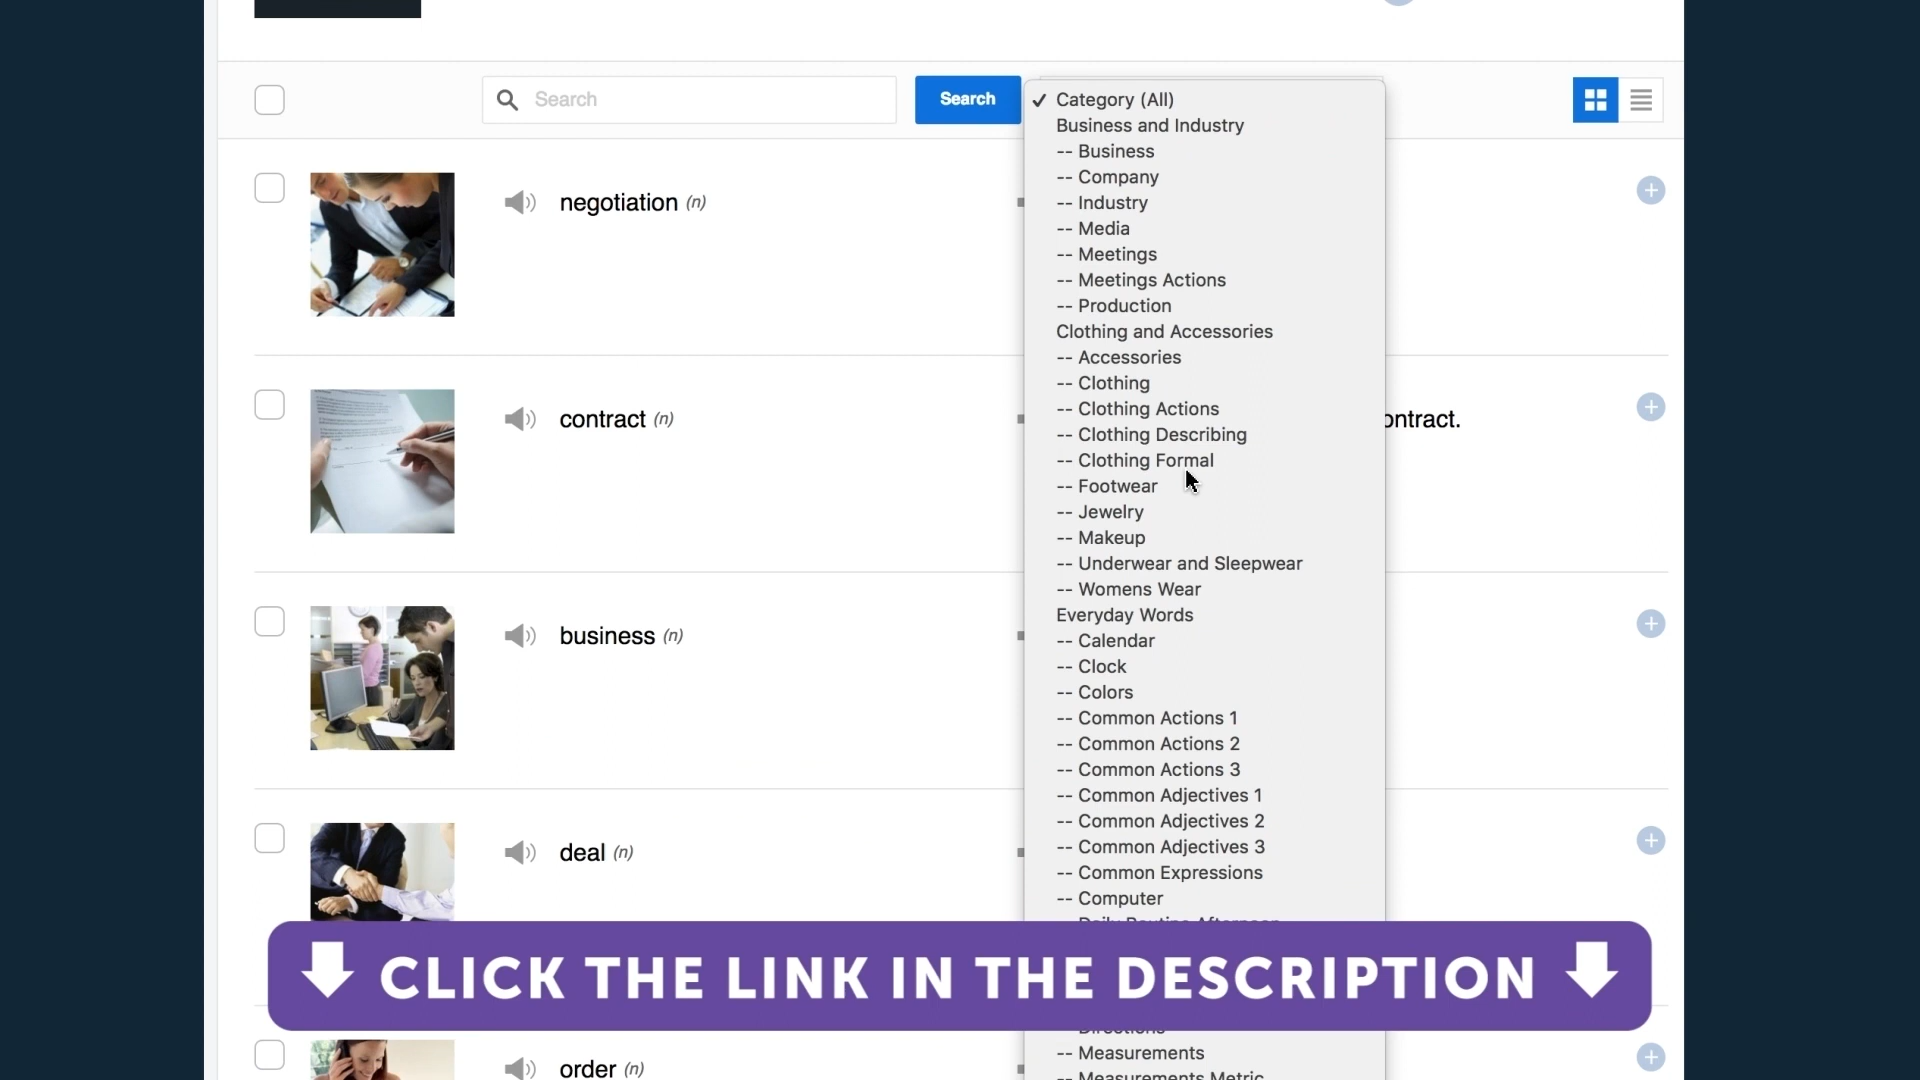 Search
Search
Category (All)
Business and Industry
-- Business
-- Company
-- Industry
-- Media
-- Meetings
-- Meetings Actions
-- Production
Clothing and Accessories
-- Accessories
-- Clothing
-- Clothing Actions
-- Clothing Describing
-- Clothing Formal
-- Footwear
-- Jewelry
-- Makeup
-- Underwear and Sleepwear
-- Womens Wear
Everyday Words
-- Calendar
-- Clock
-- Colors
-- Common Actions 1
-- Common Actions 2
-- Common Actions 3
-- Common Adjectives 1
-- Common Adjectives 2
-- Common Adjectives 3
-- Common Expressions
-- Computer
-- Measurements
-- Measurements Metric
negotiation (n)
contract (n)
ontract.
business (n)
deal (n)
CLICK THE LINK IN THE DESCRIPTION
order (n)